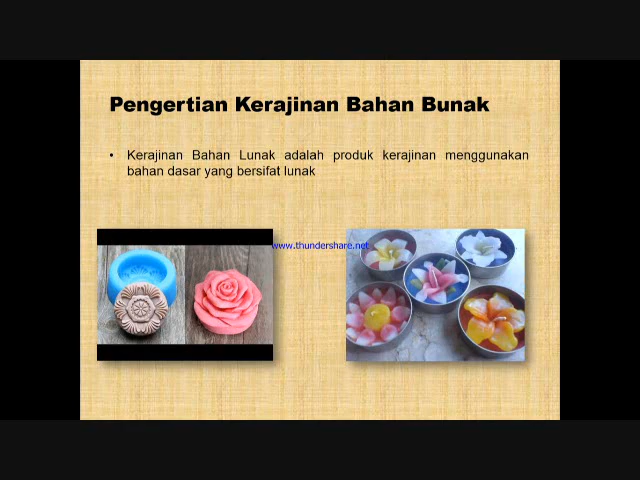 Pengertian Kerajinan Bahan Bunak
• Kerajinan Bahan Lunak adalah produk kerajinan menggunakan
bahan dasar yang bersifat lunak
www.thundershare.net